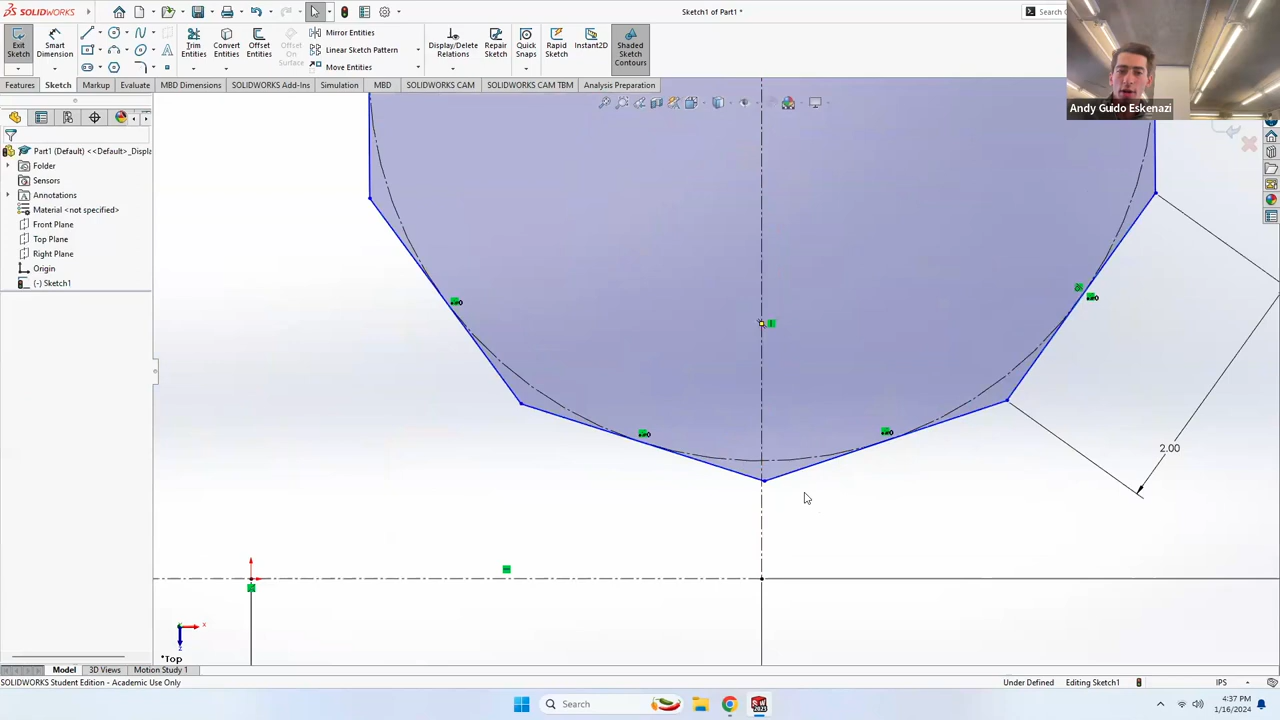 SOLIDWORKS
Sketch1 of Part1 *
Search
Exit Sketch
Smart Dimension
Trim Entities
Convert Entities
Offset Entities
Offset On Surface
Mirror Entities
Linear Sketch Pattern
Move Entities
Display/Delete Relations
Repair Sketch
Quick Snaps
Rapid Sketch
Instant2D
Shaded Sketch Contours
Features
Sketch
Markup
Evaluate
MBD Dimensions
SOLIDWORKS Add-Ins
Simulation
MBD
SOLIDWORKS CAM
SOLIDWORKS CAM TBM
Analysis Preparation
Andy Guido Eskenazi
Part1 (Default) <<Default>_Displa
Folder
Sensors
Annotations
Material <not specified>
Front Plane
Top Plane
Right Plane
Origin
(-) Sketch1
2.00
x
z
*Top
Model
3D Views
Motion Study 1
SOLIDWORKS Student Edition - Academic Use Only
Under Defined
Editing Sketch1
IPS
Search
4:37 PM
1/16/2024